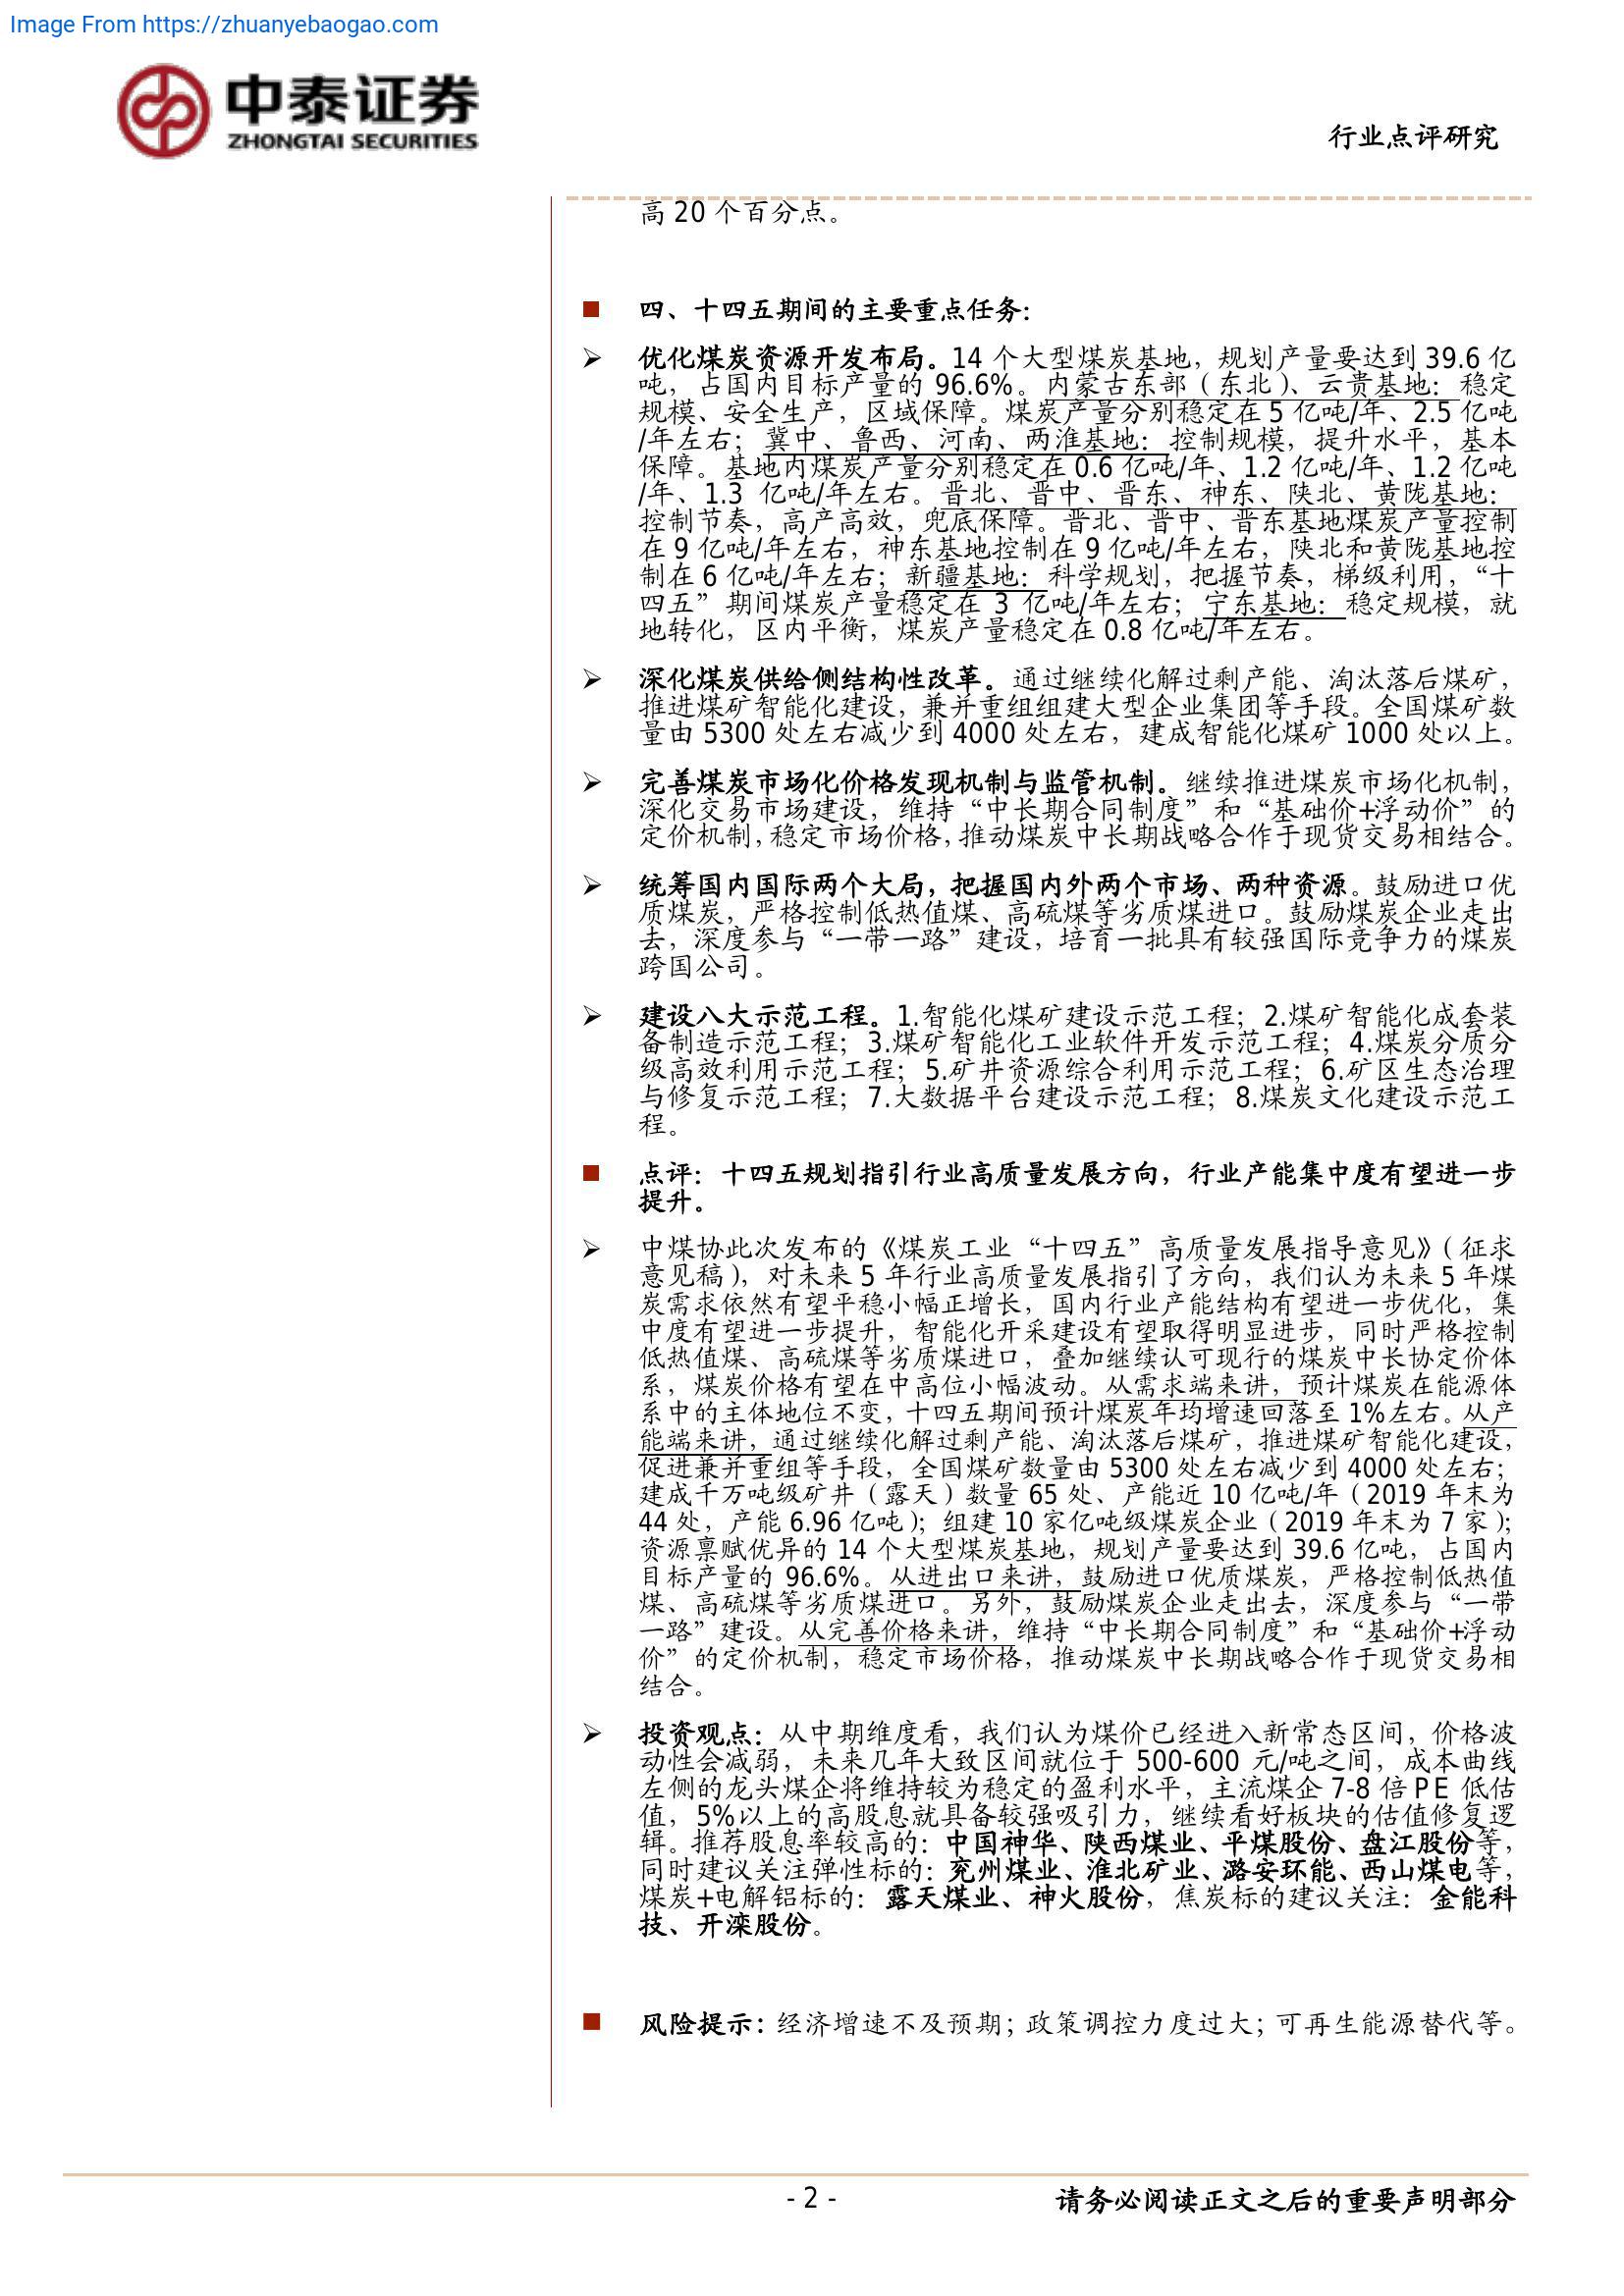 Image From https://zhuanyebaogao.com
中泰证券
ZHONGTAI SECURITIES
行业点评研究
高 20 个百分点。
四、十四五期间的主要重点任务：
优化煤炭资源开发布局。14 个大型煤炭基地，规划产量要达到 39.6 亿
吨，占国内目标产量的 96.6%。内蒙古东部（东北）、云贵基地：稳定
规模、安全生产，区域保障。煤炭产量分别稳定在 5 亿吨/年、2.5 亿吨
/年左右；冀中、鲁西、河南、两淮基地：控制规模，提升水平，基本
保障。基地内煤炭产量分别稳定在 0.6 亿吨/年、1.2 亿吨/年、1.2 亿吨
/年、1.3 亿吨/年左右。晋北、晋中、晋东、神东、陕北、黄陇基地：
控制节奏，高产高效，兜底保障。晋北、晋中、晋东基地煤炭产量控制
在 9 亿吨/年左右，神东基地控制在 9 亿吨/年左右，陕北和黄陇基地控
制在 6 亿吨/年左右；新疆基地：科学规划，把握节奏，梯级利用，“十
四五”期间煤炭产量稳定在 3 亿吨/年左右；宁东基地：稳定规模，就
地转化，区内平衡，煤炭产量稳定在 0.8 亿吨/年左右。
深化煤炭供给侧结构性改革。通过继续化解过剩产能、淘汰落后煤矿，
推进煤矿智能化建设，兼并重组组建大型企业集团等手段。全国煤矿数
量由 5300 处左右减少到 4000 处左右，建成智能化煤矿 1000 处以上。
完善煤炭市场化价格发现机制与监管机制。继续推进煤炭市场化机制，
深化交易市场建设，维持“中长期合同制度”和“基础价+浮动价”的
定价机制，稳定市场价格，推动煤炭中长期战略合作于现货交易相结合。
统筹国内国际两个大局，把握国内外两个市场、两种资源。鼓励进口优
质煤炭，严格控制低热值煤、高硫煤等劣质煤进口。鼓励煤炭企业走出
去，深度参与“一带一路”建设，培育一批具有较强国际竞争力的煤炭
跨国公司。
建设八大示范工程。1.智能化煤矿建设示范工程；2.煤矿智能化成套装
备制造示范工程；3.煤矿智能化工业软件开发示范工程；4.煤炭分质分
级高效利用示范工程；5.矿井资源综合利用示范工程；6.矿区生态治理
与修复示范工程；7.大数据平台建设示范工程；8.煤炭文化建设示范工
程。
点评：十四五规划指引行业高质量发展方向，行业产能集中度有望进一步
提升。
中煤协此次发布的《煤炭工业“十四五”高质量发展指导意见》（征求
意见稿），对未来 5 年行业高质量发展指引了方向，我们认为未来 5 年煤
炭需求依然有望平稳小幅正增长，国内行业产能结构有望进一步优化，集
中度有望进一步提升，智能化开采建设有望取得明显进步，同时严格控制
低热值煤、高硫煤等劣质煤进口，叠加继续认可现行的煤炭中长协定价体
系，煤炭价格有望在中高位小幅波动。从需求端来讲，预计煤炭在能源体
系中的主体地位不变，十四五期间预计煤炭年均增速回落至 1%左右。从产
能端来讲，通过继续化解过剩产能、淘汰落后煤矿，推进煤矿智能化建设，
促进兼并重组等手段，全国煤矿数量由 5300 处左右减少到 4000 处左右；
建成千万吨级矿井（露天）数量 65 处、产能近 10 亿吨/年（2019 年末为
44 处，产能 6.96 亿吨）；组建 10 家亿吨级煤炭企业（2019 年末为 7 家）；
资源禀赋优异的 14 个大型煤炭基地，规划产量要达到 39.6 亿吨，占国内
目标产量的 96.6%。从进出口来讲，鼓励进口优质煤炭，严格控制低热值
煤、高硫煤等劣质煤进口。另外，鼓励煤炭企业走出去，深度参与“一带
一路”建设。从完善价格来讲，维持“中长期合同制度”和“基础价+浮动
价”的定价机制，稳定市场价格，推动煤炭中长期战略合作于现货交易相
结合。
投资观点：从中期维度看，我们认为煤价已经进入新常态区间，价格波
动性会减弱，未来几年大致区间就位于 500-600 元/吨之间，成本曲线
左侧的龙头煤企将维持较为稳定的盈利水平，主流煤企 7-8 倍 PE 低估
值，5%以上的高股息就具备较强吸引力，继续看好板块的估值修复逻
辑。推荐股息率较高的：中国神华、陕西煤业、平煤股份、盘江股份等，
同时建议关注弹性标的：兖州煤业、淮北矿业、潞安环能、西山煤电等，
煤炭+电解铝标的：露天煤业、神火股份，焦炭标的建议关注：金能科
技、开滦股份。
风险提示：经济增速不及预期；政策调控力度过大；可再生能源替代等。
- 2 -
请务必阅读正文之后的重要声明部分